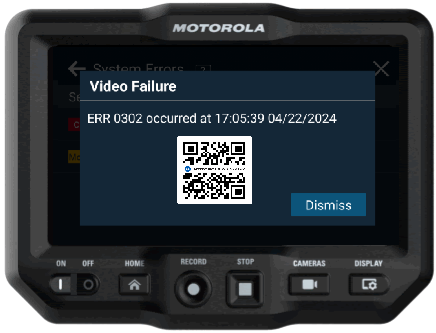 MOTOROLA
System Errors
Video Failure
ERR 0302 occurred at 17:05:39 04/22/2024
Dismiss
ON OFF HOME RECORD STOP CAMERAS DISPLAY